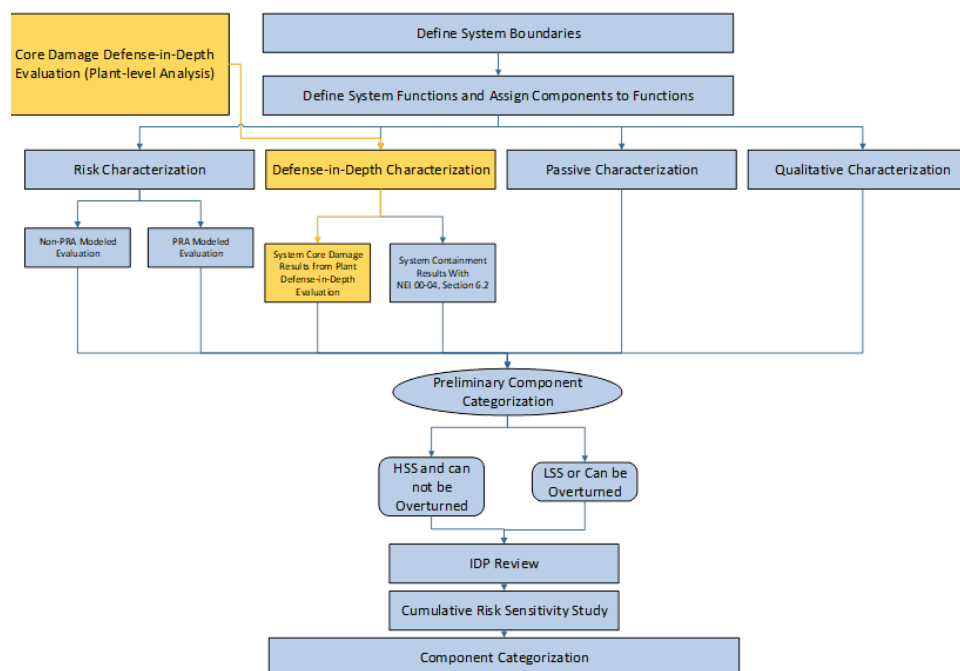 Core Damage Defense-in-Depth
Evaluation (Plant-level Analysis)
Define System Boundaries
Define System Functions and Assign Components to Functions
Risk Characterization
Defense-in-Depth Characterization
Passive Characterization
Qualitative Characterization
Non-PRA Modeled
Evaluation
PRA Modeled
Evaluation
System Core Damage
Results from Plant
Defense-in-Depth
Evaluation
System Containment
Results With
NEI 00-04, Section 6.2
Preliminary Component
Categorization
HSS and can
not be
Overturned
LSS or Can be
Overturned
IDP Review
Cumulative Risk Sensitivity Study
Component Categorization